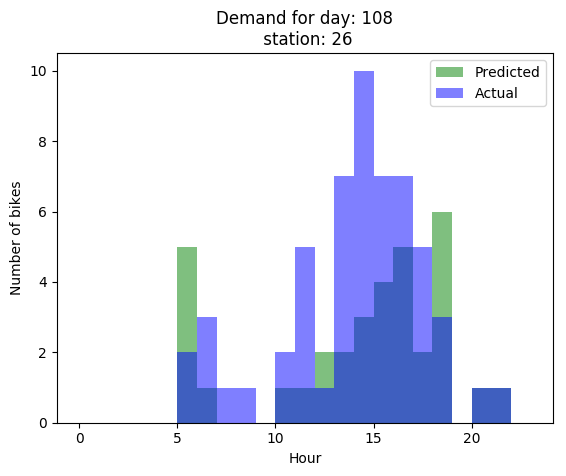 Demand for day: 108
station: 26
Predicted
Actual
10
8
6
4
2
0
Number of bikes
0 5 10 15 20
Hour